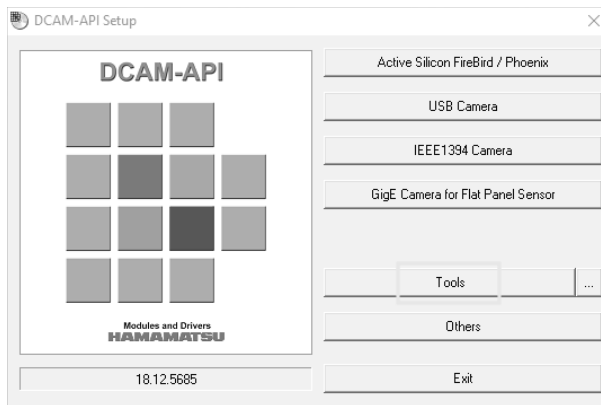 DCAM-API Setup
DCAM-API
Modules and Drivers
HAMAMATSU
18.12.5685
Active Silicon FireBird / Phoenix
USB Camera
IEEE1394 Camera
GigE Camera for Flat Panel Sensor
Tools
...
Others
Exit